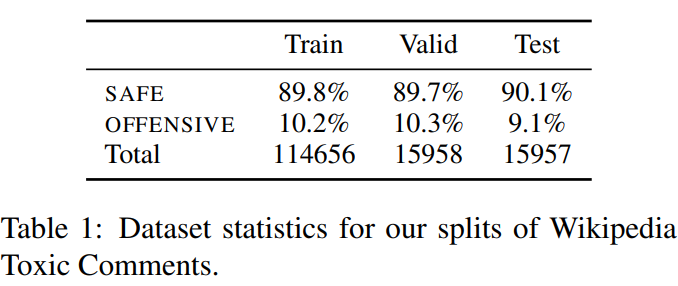 Train Valid Test
SAFE 89.8% 89.7% 90.1%
OFFENSIVE 10.2% 10.3% 9.1%
Total 114656 15958 15957
Table 1: Dataset statistics for our splits of Wikipedia
Toxic Comments.